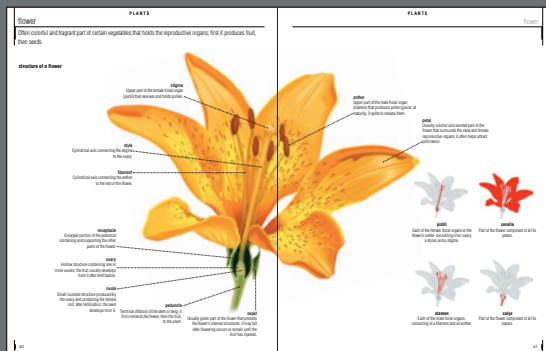 PLANTS
flower
Often colorful and fragrant part of certain vegetables that holds the reproductive organs; first it produces fruit,
then seeds.
structure of a flower
stigma
Upper part of the female floral organ
(pistil) that receives and holds pollen.
style
Cylindrical axis connecting the stigma
to the ovary.
filament
Cylindrical axis connecting the anther
to the rest of the flower.
receptacle
Enlarged portion of the peduncle
containing and supporting the other
parts of the flower.
ovary
Hollow structure containing one or
more ovules; the fruit usually develops
from it after fertilization.
ovule
Small rounded structure produced by
the ovary and containing the female
cell; after fertilization, the seed
develops from it.
peduncle
Terminal offshoot of the stem or twig; it
first connects the flower, then the fruit,
to the plant.
sepal
Usually green part of the flower that protects
the flower's internal structures; it may fall
after flowering occurs or remain until the
fruit has ripened.
40
PLANTS
flower
anther
Upper part of the male floral organ
(stamen) that produces pollen grains; at
maturity, it splits to release them.
petal
Usually colorful and scented part of the
flower that surrounds the male and female
reproductive organs; it often helps attract
pollinators.
pistil
Each of the female floral organs at the
flower's center, consisting of an ovary,
a stylus and a stigma.
corolla
Part of the flower composed of all its
petals.
stamen
Each of the male floral organs,
consisting of a filament and an anther.
calyx
Part of the flower composed of all its
sepals.
41